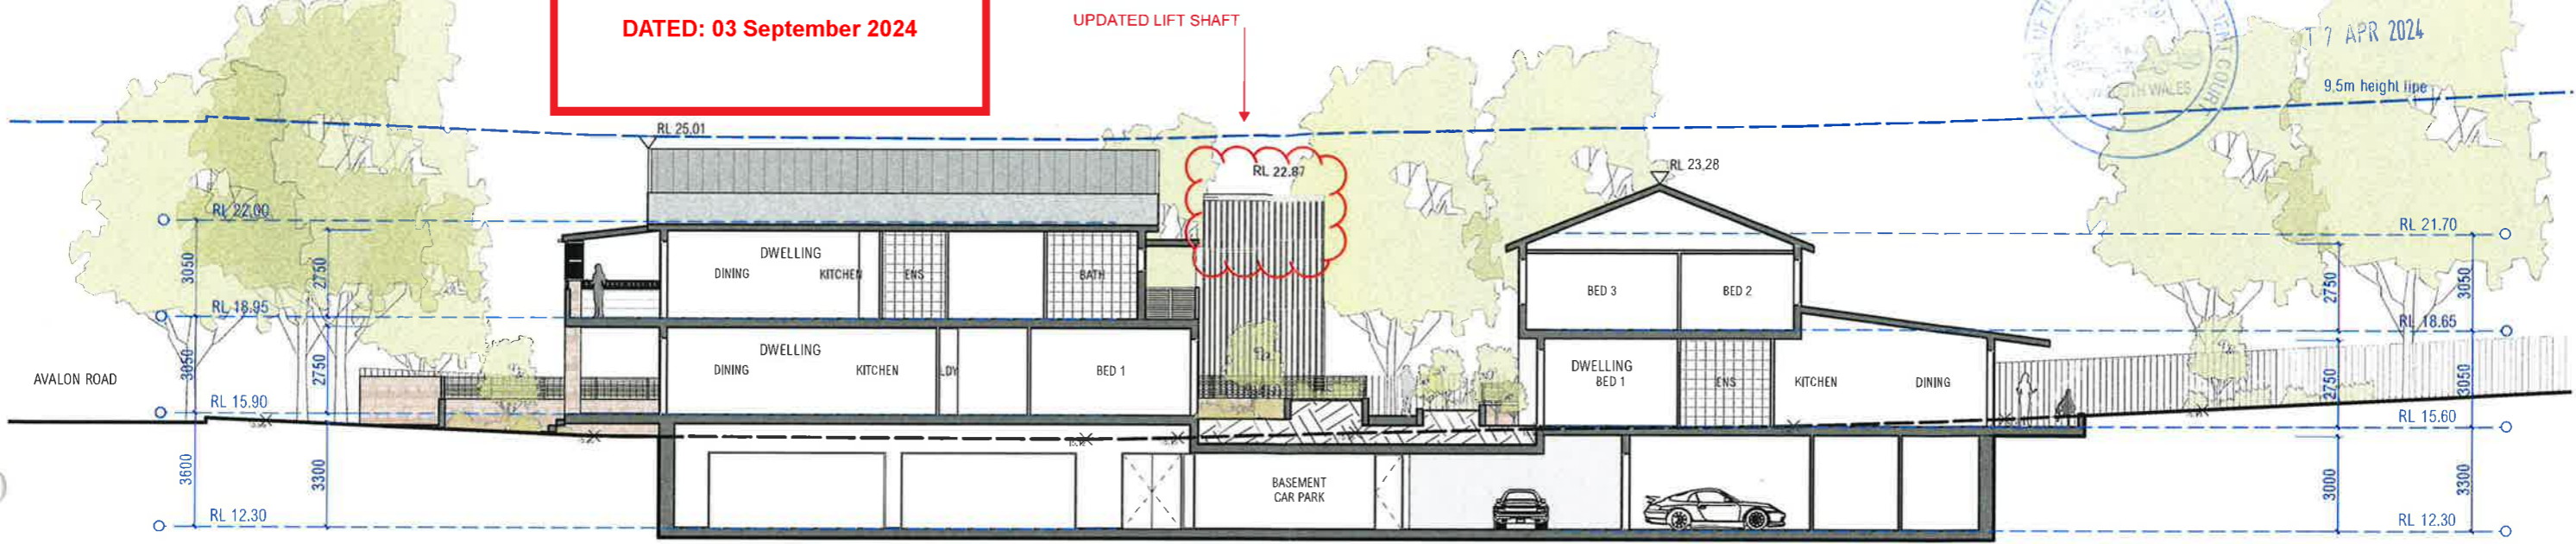 DATED: 03 September 2024
UPDATED LIFT SHAFT
7 APR 2024
9.5m height line
RL 25.01
RL 22.87
RL 23.28
RL 22.00
RL 21.70
DWELLING
DINING
KITCHEN
ENS
BATH
3050
2750
BED 3
BED 2
2750
3050
RL 18.95
RL 18.65
DWELLING
DINING
KITCHEN
LDY
BED 1
DWELLING
BED 1
ENS
KITCHEN
DINING
AVALON ROAD
3050
2750
2750
3050
RL 15.90
RL 15.60
3600
3300
BASEMENT
CAR PARK
3000
3300
RL 12.30
RL 12.30